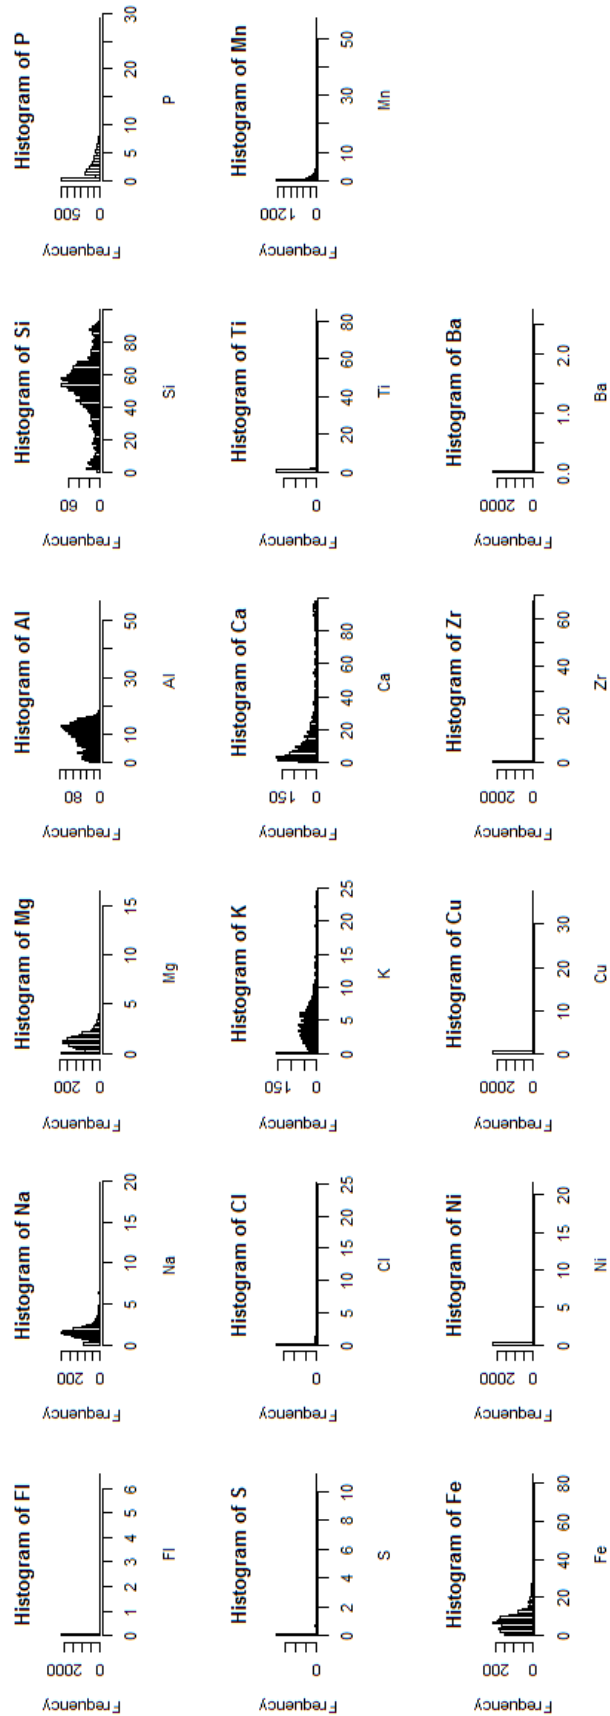 Histogram of Fl
Frequency
2000
0
0 1 2 3 4 5 6
Fl
Histogram of Na
Frequency
200
0
0 5 10 15 20
Na
Histogram of Mg
Frequency
200
0
0 5 10 15
Mg
Histogram of Al
Frequency
80
0
0 10 30 50
Al
Histogram of Si
Frequency
60
0
0 20 40 60 80
Si
Histogram of P
Frequency
500
0
0 5 10 20 30
P
Histogram of S
Frequency
0
0 2 4 6 8 10
S
Histogram of Cl
Frequency
0
0 5 10 15 20 25
Cl
Histogram of K
Frequency
150
0
0 5 10 15 20 25
K
Histogram of Ca
Frequency
150
0
0 20 40 60 80
Ca
Histogram of Ti
Frequency
0
0 20 40 60 80
Ti
Histogram of Mn
Frequency
1200
0
0 10 30 50
Mn
Histogram of Fe
Frequency
200
0
0 20 40 60 80
Fe
Histogram of Ni
Frequency
2000
0
0 5 10 15 20
Ni
Histogram of Cu
Frequency
2000
0
0 10 20 30
Cu
Histogram of Zr
Frequency
2000
0
0 20 40 60
Zr
Histogram of Ba
Frequency
2000
0
0.0 1.0 2.0
Ba